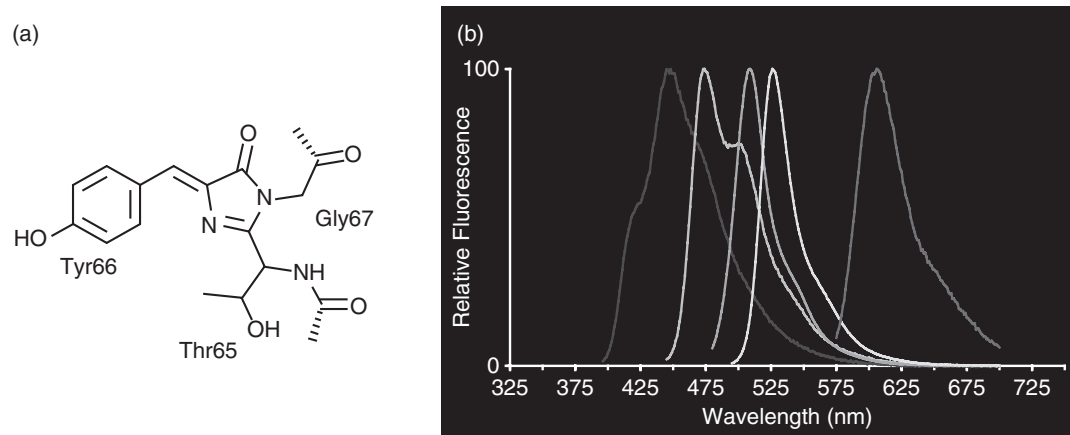 (a)
O
O
N
N
Gly67
HO
Tyr66
NH
O
OH
Thr65
(b)
100
Relative Fluorescence
0
325 375 425 475 525 575 625 675 725
Wavelength (nm)